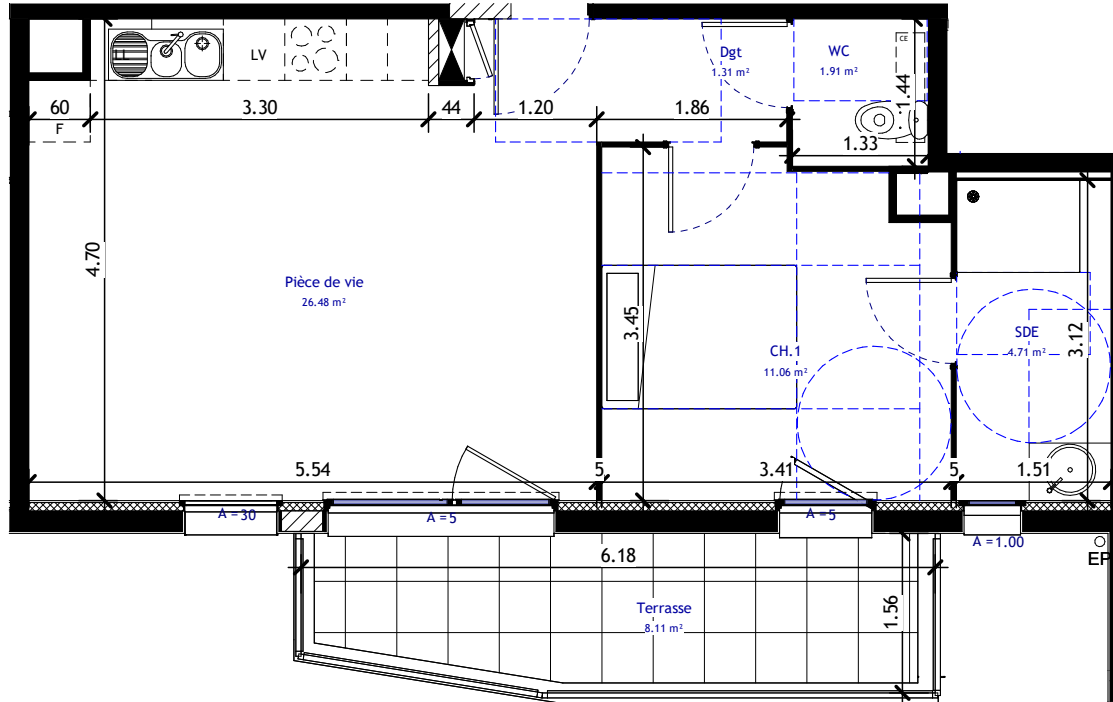 LL
LV
Dgt
1.31 m²
WC
1.91 m²
CE
1.44
60
3.30
44
1.20
1.86
F
1.33
4.70
Pièce de vie
26.48 m²
3.45
CH.1
11.06 m²
SDE
4.71 m²
3.12
5.54
5
3.41
5
1.51
A =30
A =5
A =5
A =1.00
EP
6.18
Terrasse
8.11 m²
1.56